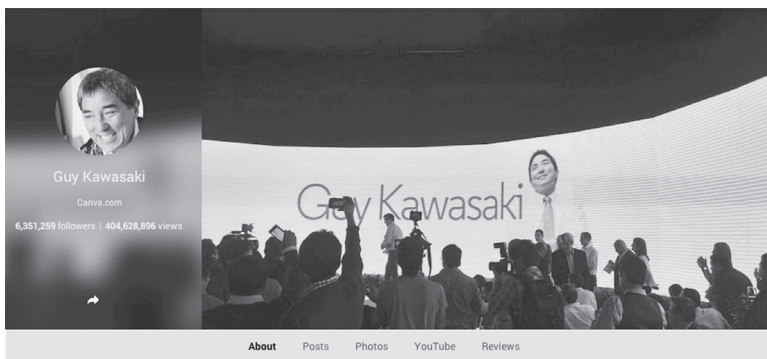 Guy Kawasaki
Canva.com
6,351,259 followers | 404,628,896 views
Guy Kawasaki
About Posts Photos YouTube Reviews